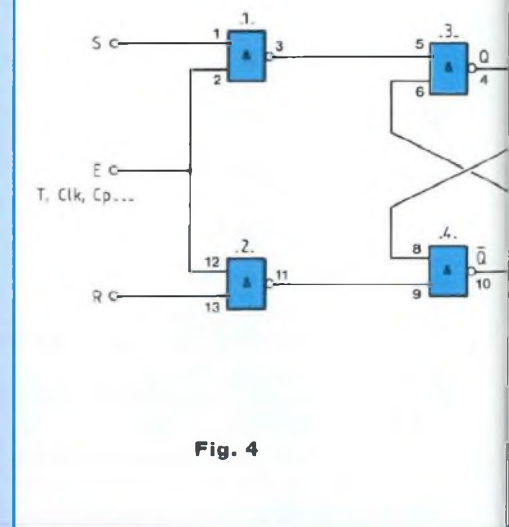 .1.
.3.
S
1
&
3
5
&
Q
2
6
4
E
T, Clk, Cp...
.2.
.4.
12
&
11
8
&
Q̅
R
13
9
10
Fig. 4